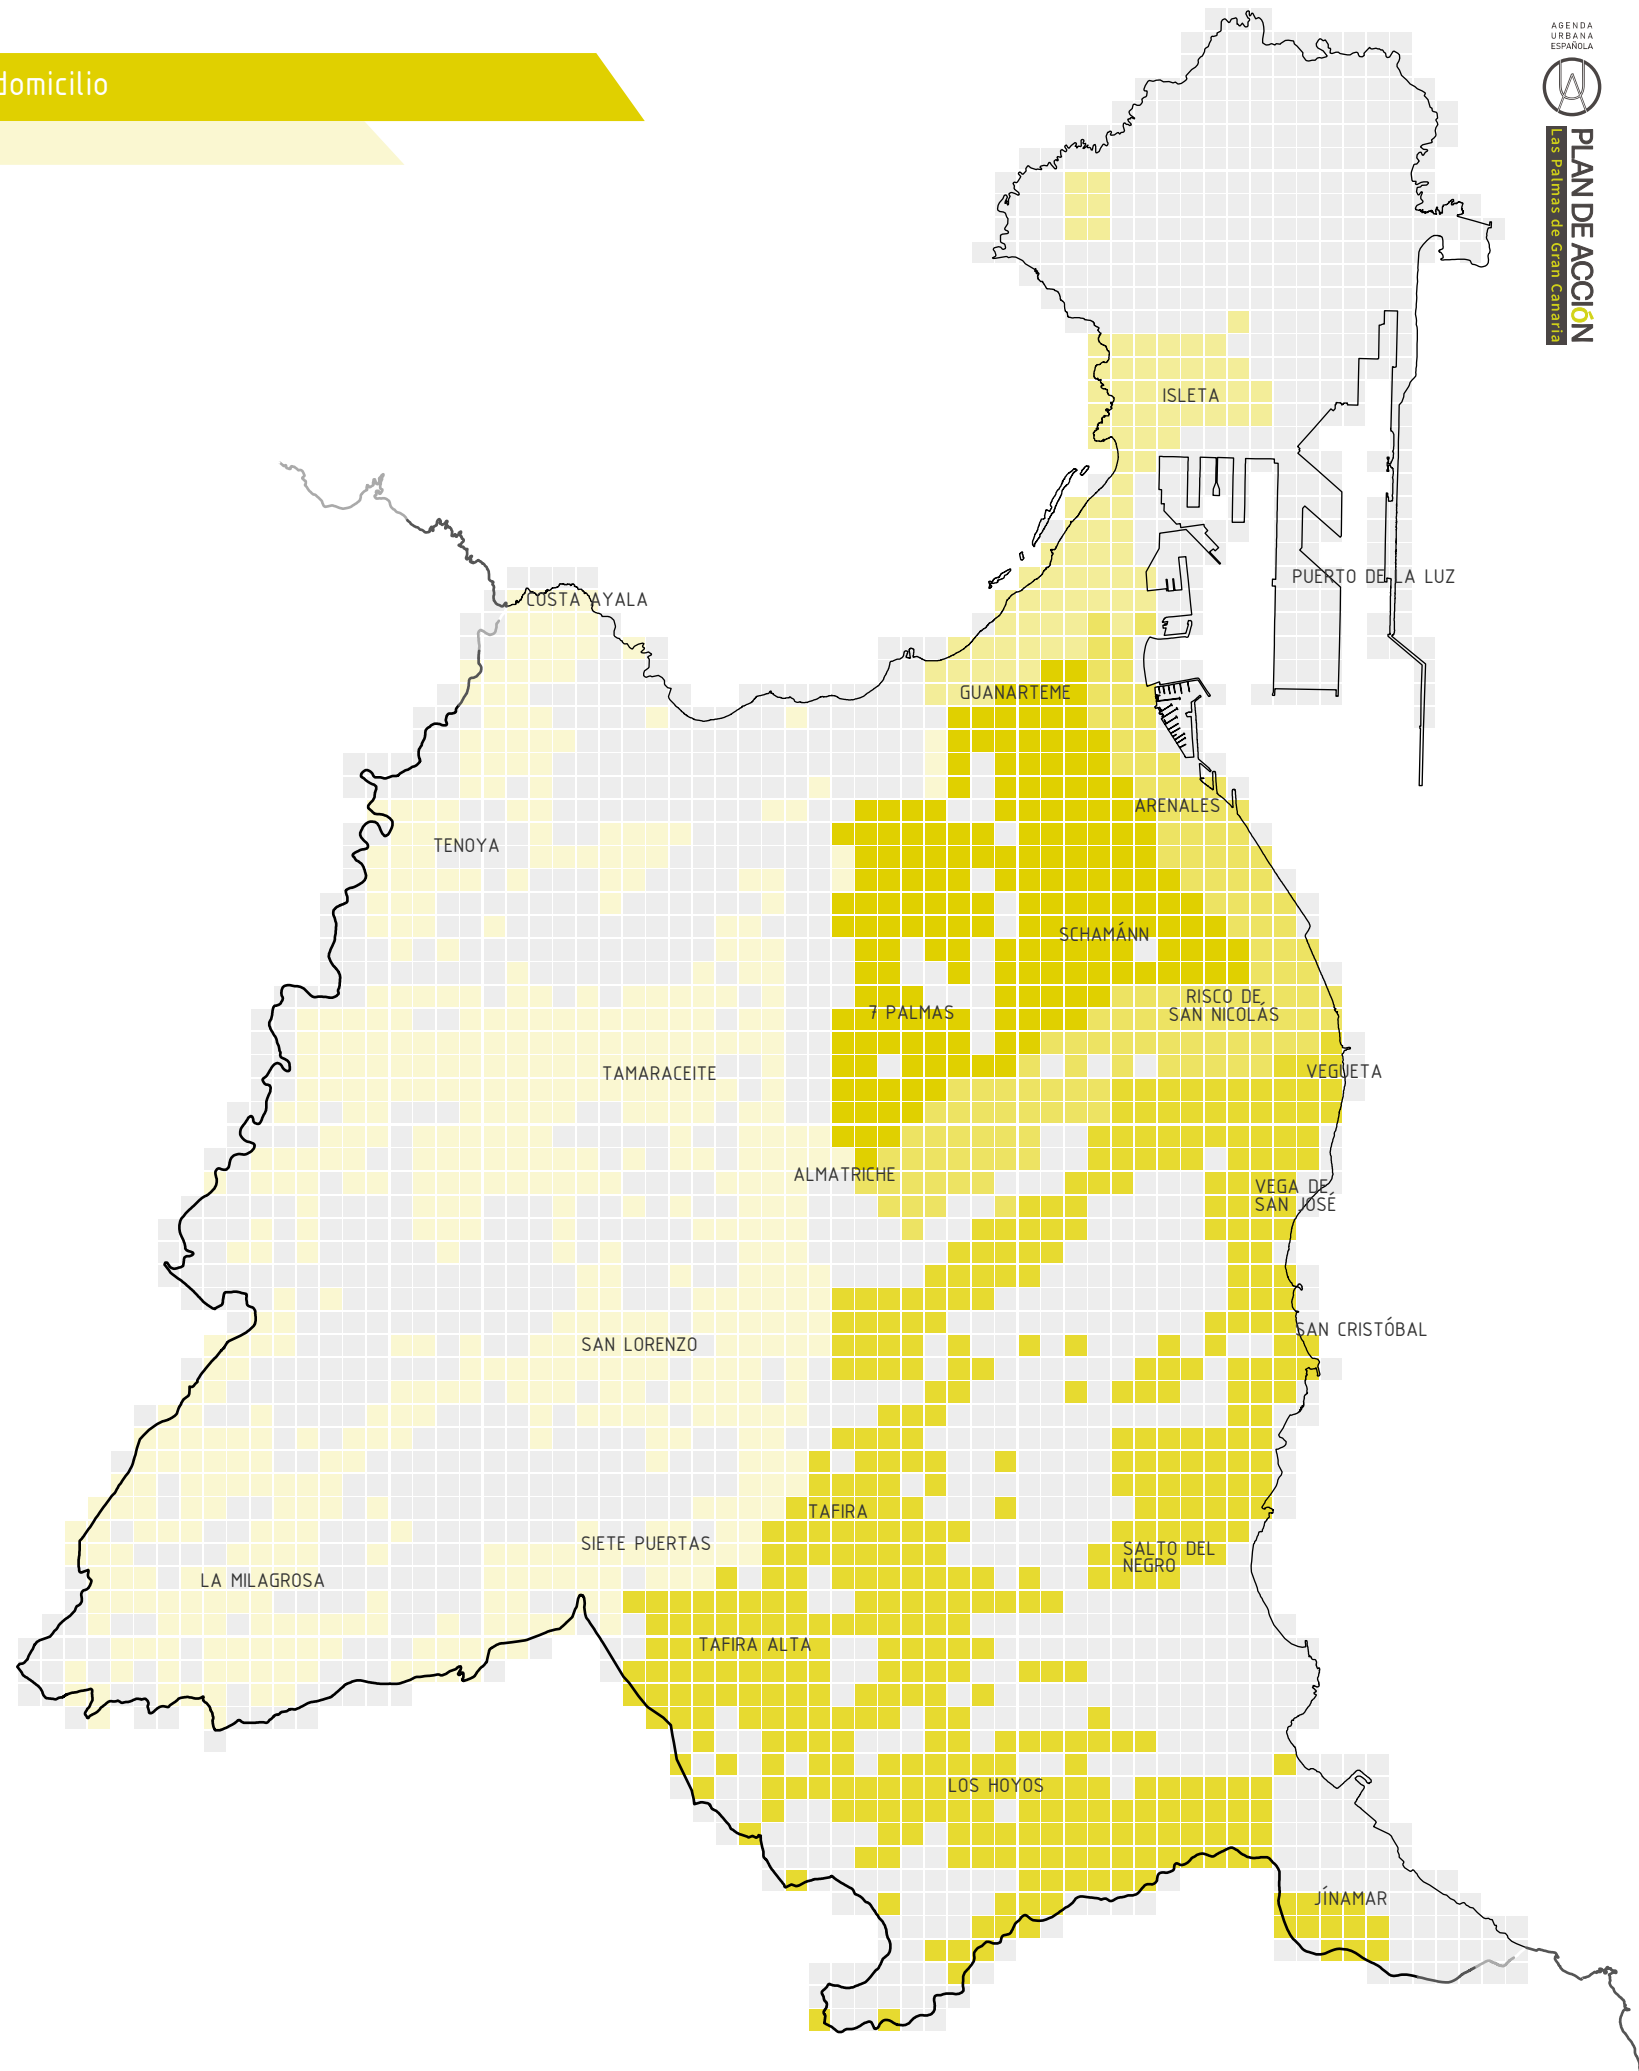 domicilio
AGENDA
URBANA
ESPAÑOLA
PLAN DE ACCIÓN
Las Palmas de Gran Canaria
ISLETA
PUERTO DE LA LUZ
COSTA AYALA
GUANARTEME
ARENALES
TENOYA
SCHAMÁNN
7 PALMAS
RISCO DE
SAN NICOLÁS
TAMARACEITE
VEGUETA
ALMATRICHE
VEGA DE
SAN JOSÉ
SAN CRISTÓBAL
SAN LORENZO
TAFIRA
SIETE PUERTAS
SALTO DEL
NEGRO
LA MILAGROSA
TAFIRA ALTA
LOS HOYOS
JÍNAMAR